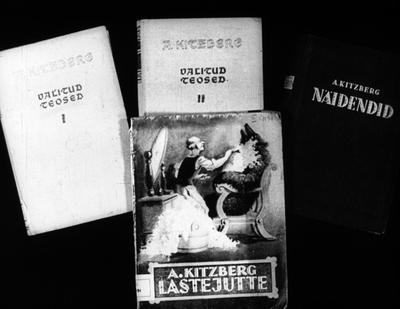 A. KITZBERG
VALITUD
TEOSED
I
A. KITZBERG
VALITUD
TEOSED.
II
A. KITZBERG
NÄIDENDID
A. KITZBERG
LASTEJUTTE